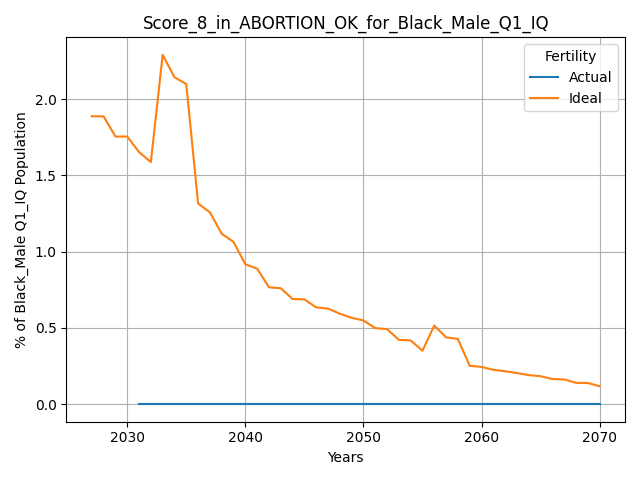 Score_8_in_ABORTION_OK_for_Black_Male_Q1_IQ
Fertility
Actual
Ideal
% of Black_Male Q1_IQ Population
2.0
1.5
1.0
0.5
0.0
2030 2040 2050 2060 2070
Years